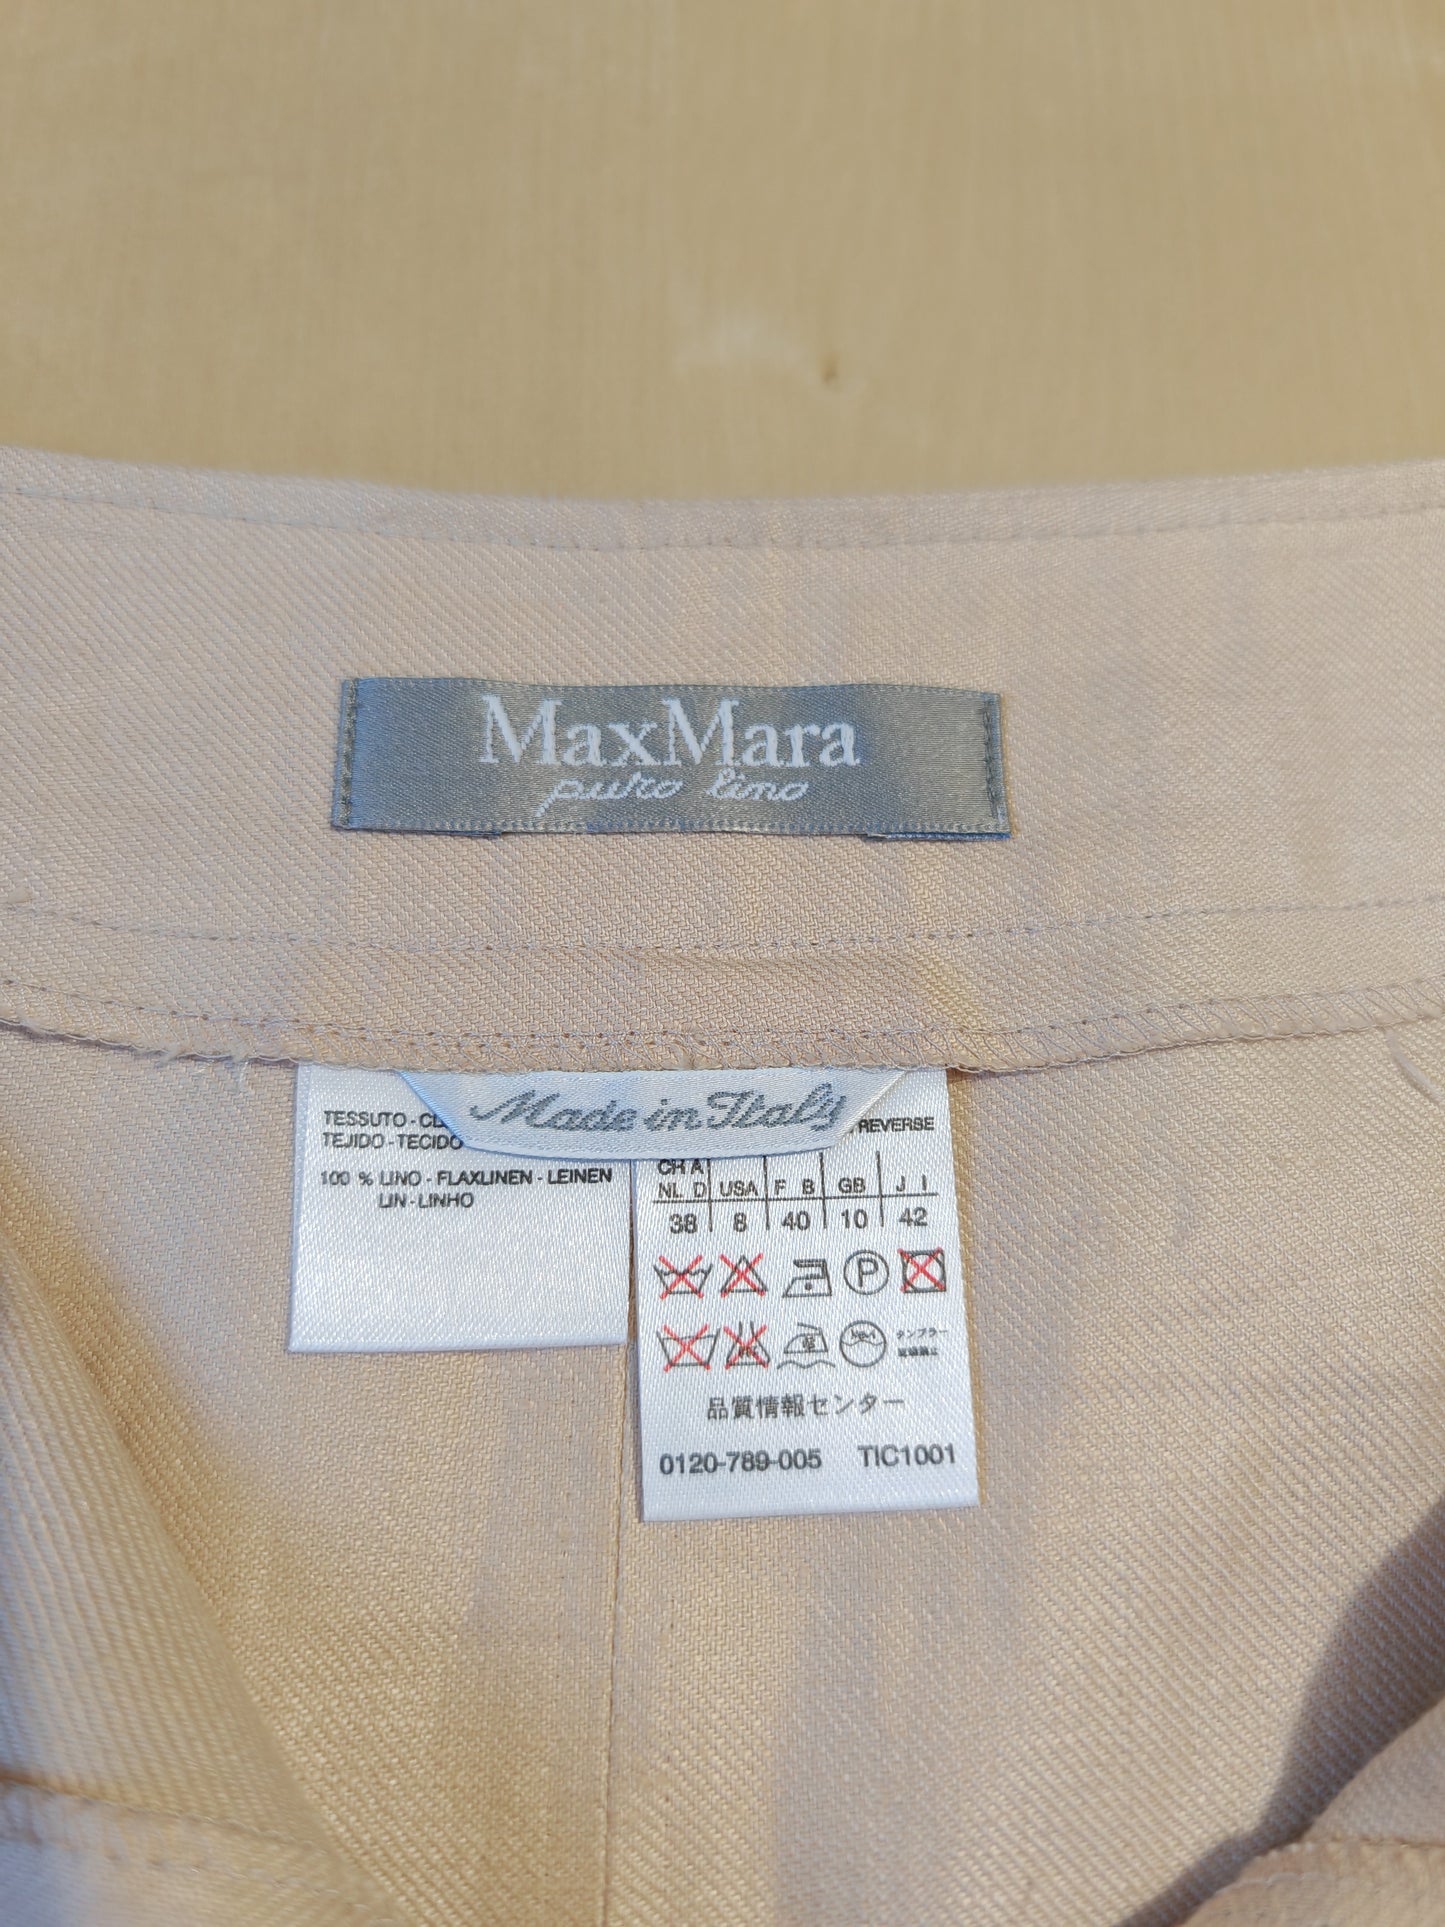 MaxMara
puro lino
Made in Italy
TESSUTO - CL
TEJIDO - TECIDO
100 % LINO - FLAXLINEN - LEINEN
LIN - LINHO
REVERSE
CH A
NL D USA F B GB J I
38 8 40 10 42
P
タンブラー
品質情報センター
0120-789-005 TIC1001